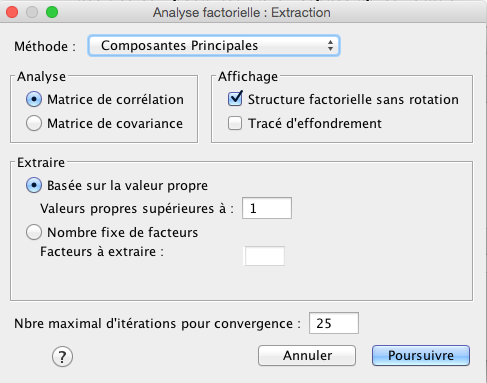 Analyse factorielle : Extraction
Méthode : Composantes Principales
Analyse
Matrice de corrélation
Matrice de covariance
Affichage
Structure factorielle sans rotation
Tracé d'effondrement
Extraire
Basée sur la valeur propre
Valeurs propres supérieures à : 1
Nombre fixe de facteurs
Facteurs à extraire :
Nbre maximal d'itérations pour convergence : 25
? Annuler Poursuivre